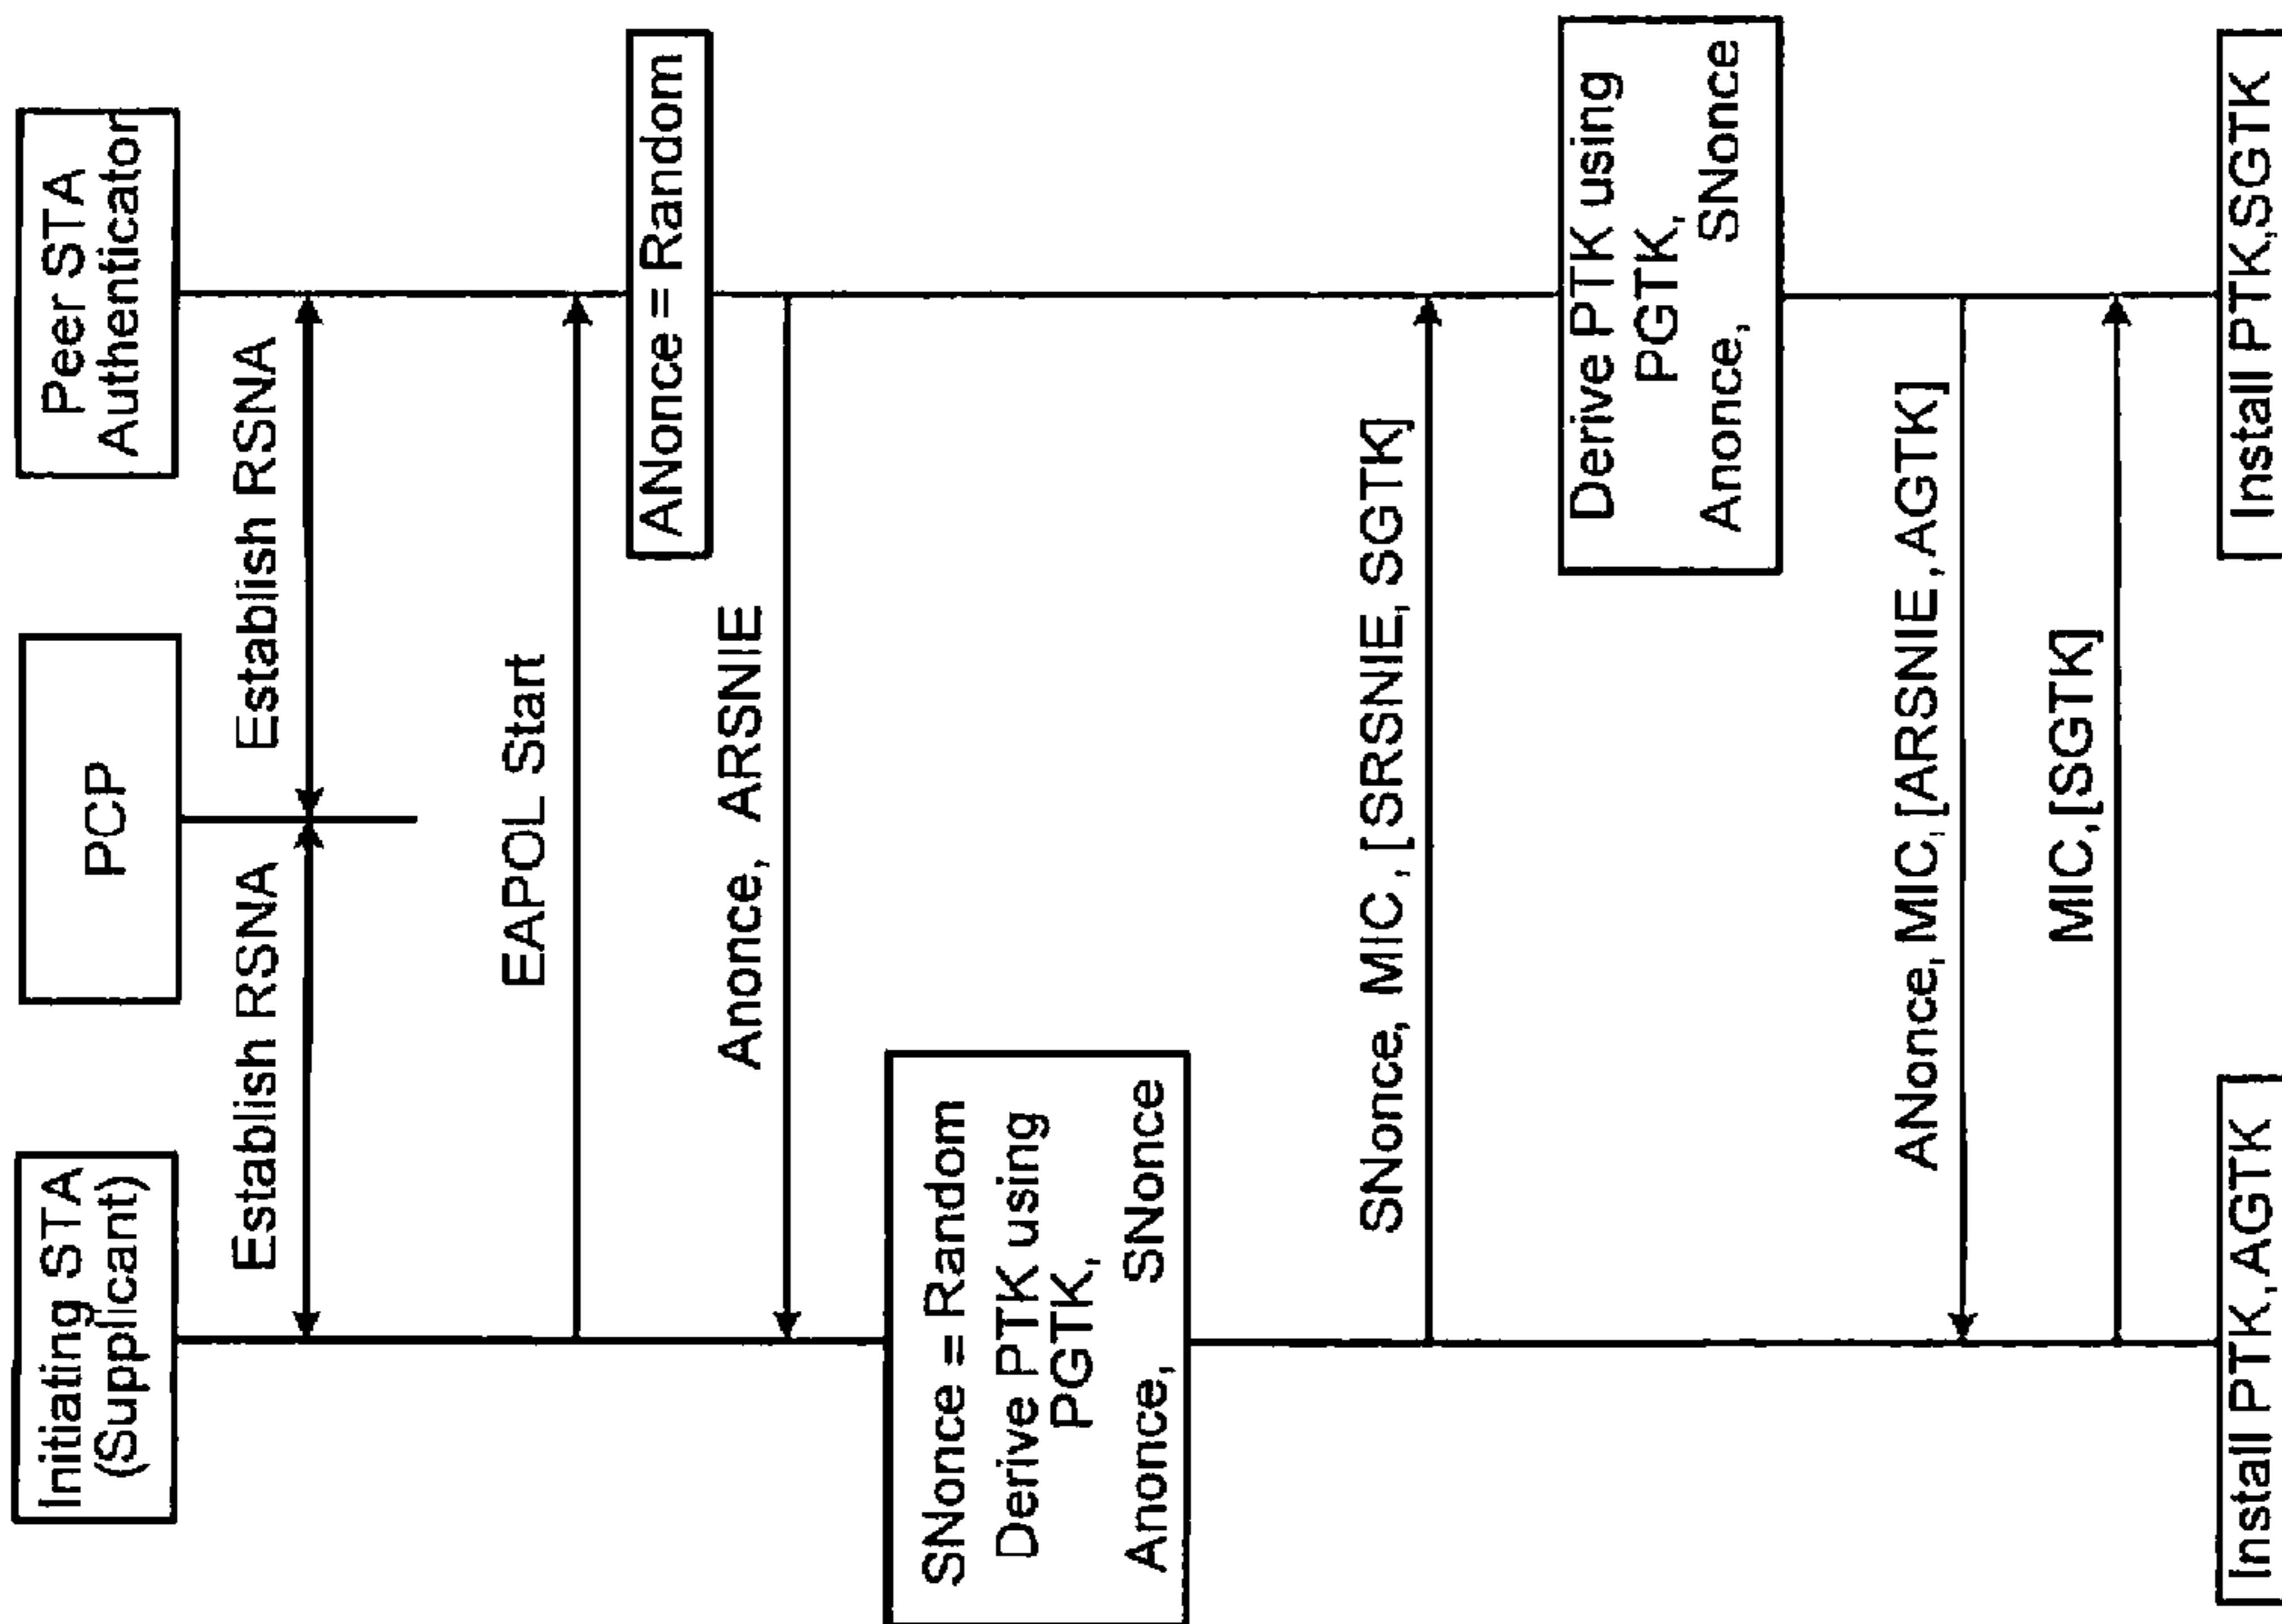 Initiating STA
(Supplicant)
PCP
Peer STA
Authenticator
Establish RSNA
Establish RSNA
EAPOL Start
ANonce = Random
Anonce, ARSNIE
SNonce = Random
Derive PTK using
PGTK,
Anonce, SNonce
SNonce, MIC, [SRSNIE, SGTK]
Derive PTK using
PGTK,
Anonce, SNonce
ANonce, MIC, [ARSNIE, AGTK]
MIC, [SGTK]
Install PTK, AGTK
Install PTK, SGTK